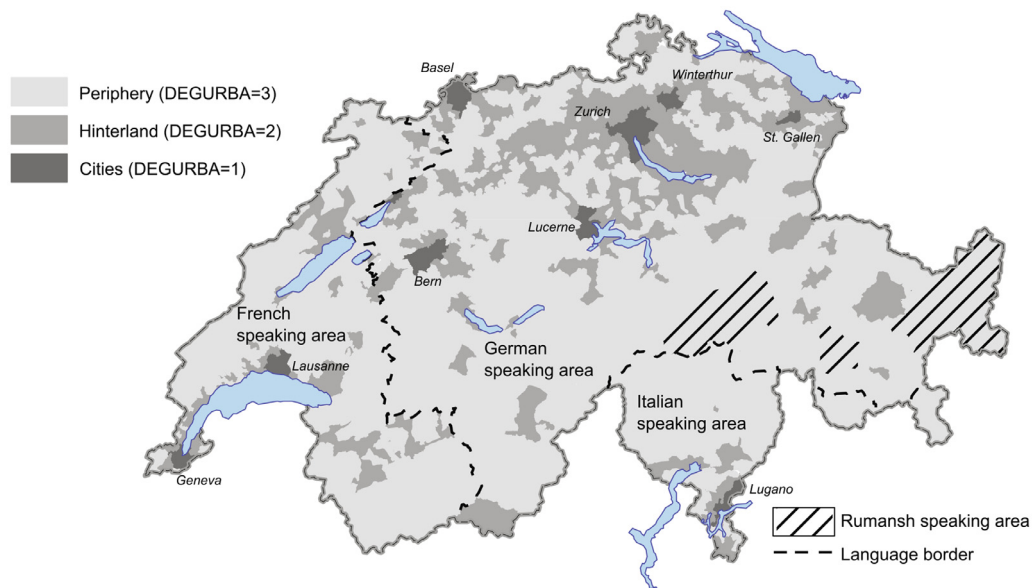 Periphery (DEGURBA=3)
Hinterland (DEGURBA=2)
Cities (DEGURBA=1)
Basel
Winterthur
Zurich
St. Gallen
Lucerne
Bern
French
speaking area
German
speaking area
Lausanne
Italian
speaking area
Geneva
Lugano
Rumansh speaking area
Language border